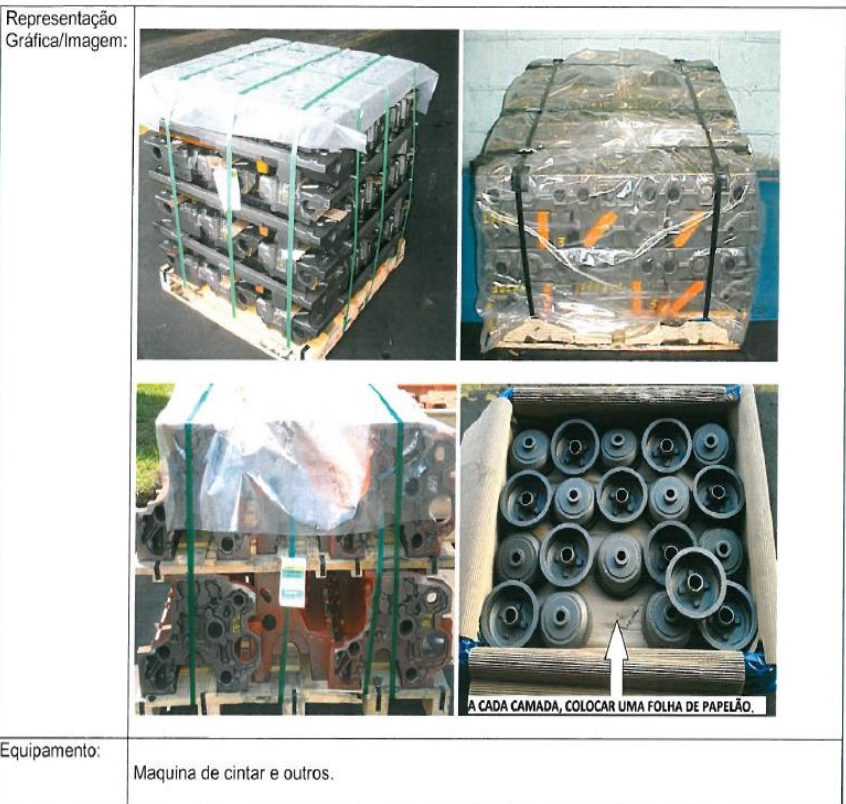 Representação
Gráfica/Imagem:
A CADA CAMADA, COLOCAR UMA FOLHA DE PAPELÃO.
Equipamento:
Maquina de cintar e outros.